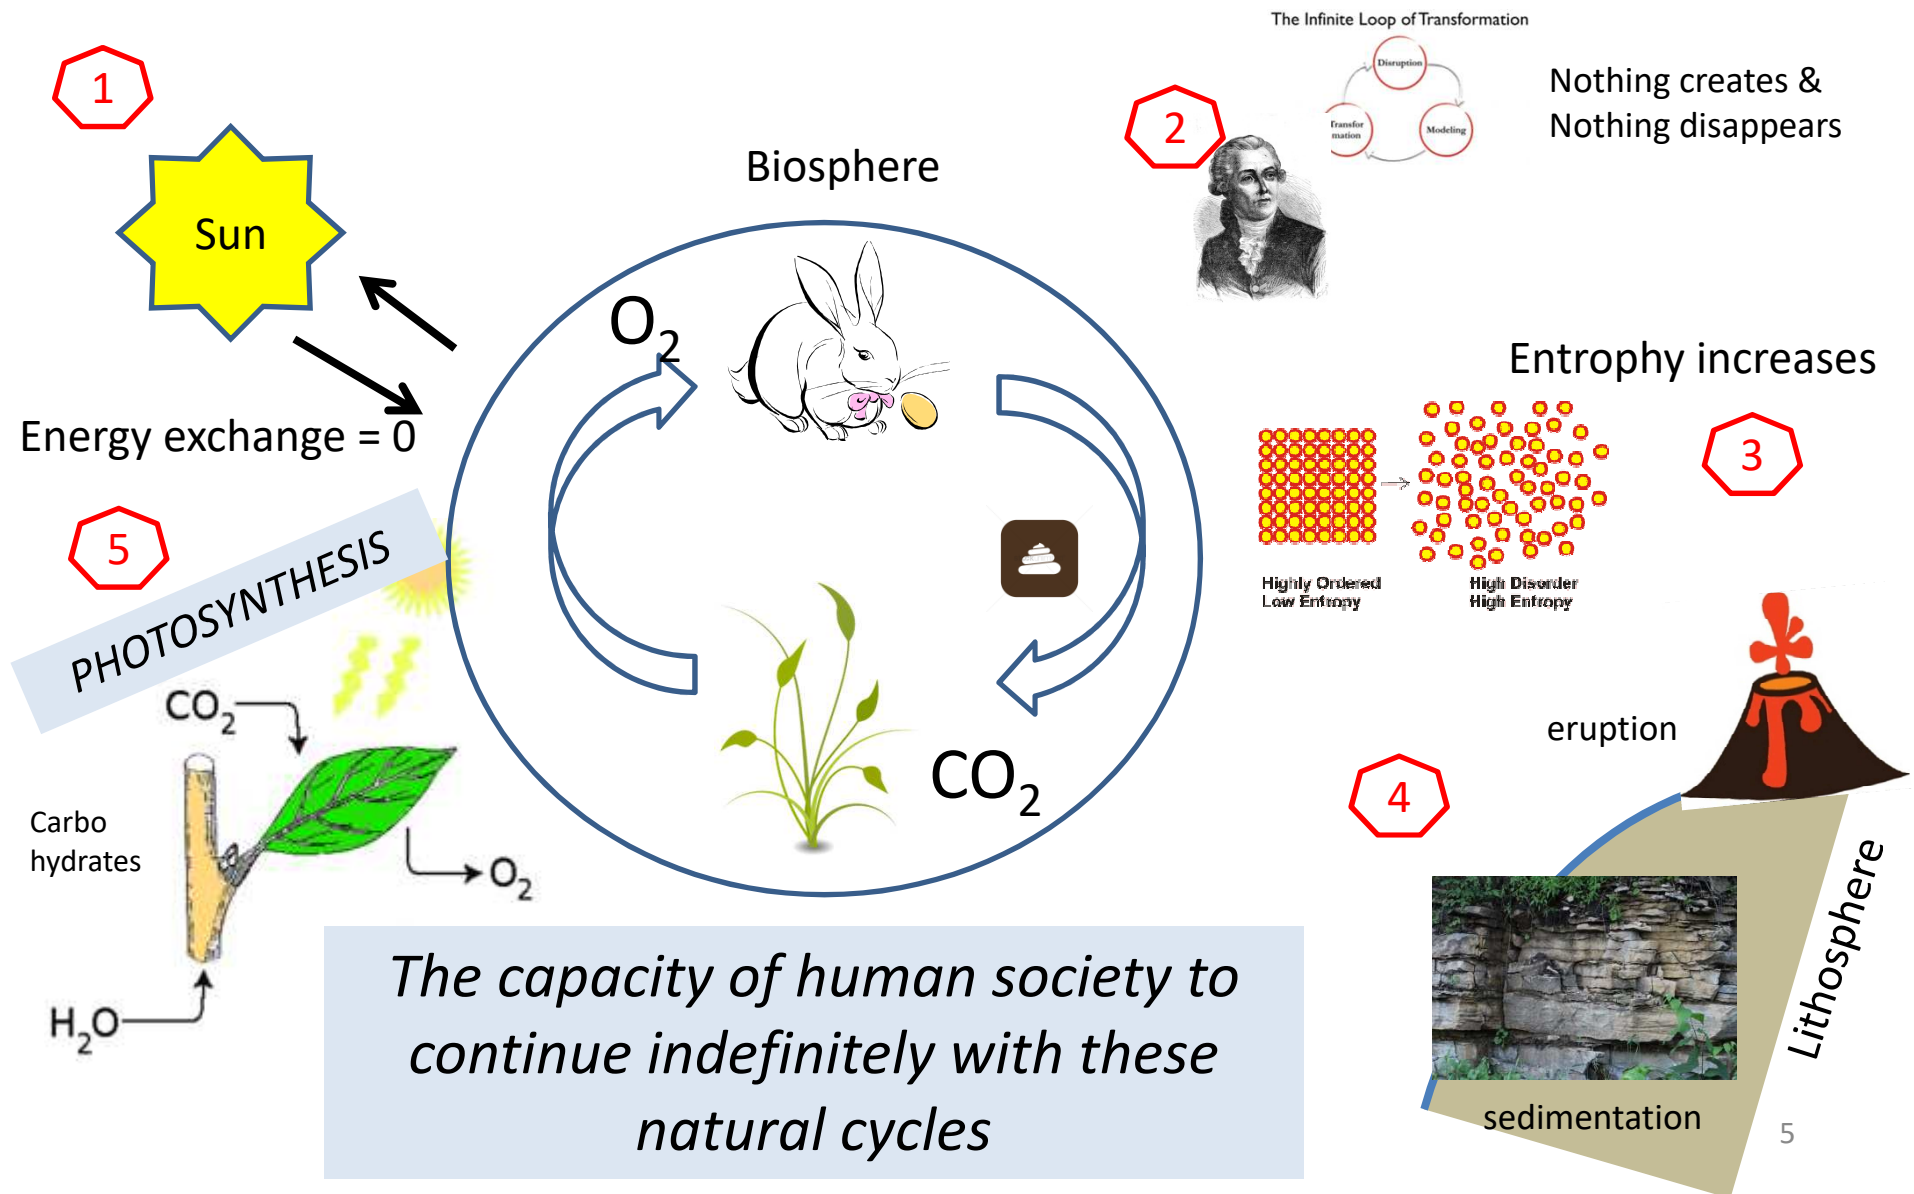 The Infinite Loop of Transformation
Disruption
Transfor
mation
Modeling
Nothing creates &
Nothing disappears
1
2
Sun
Biosphere
O2
Energy exchange = 0
Entrophy increases
3
Highly Ordered
Low Entropy
High Disorder
High Entropy
5
PHOTOSYNTHESIS
CO2
Carbo
hydrates
O2
H2O
CO2
eruption
4
Lithosphere
sedimentation
The capacity of human society to
continue indefinitely with these
natural cycles
5